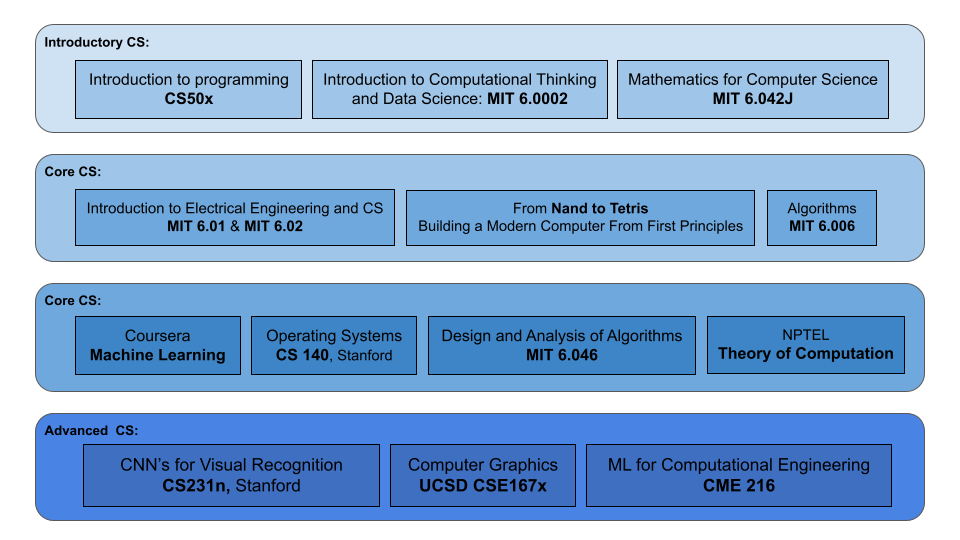 Introductory CS:
Introduction to programming
CS50x
Introduction to Computational Thinking
and Data Science: MIT 6.0002
Mathematics for Computer Science
MIT 6.042J
Core CS:
Introduction to Electrical Engineering and CS
MIT 6.01 & MIT 6.02
From Nand to Tetris
Building a Modern Computer From First Principles
Algorithms
MIT 6.006
Core CS:
Coursera
Machine Learning
Operating Systems
CS 140, Stanford
Design and Analysis of Algorithms
MIT 6.046
NPTEL
Theory of Computation
Advanced CS:
CNN's for Visual Recognition
CS231n, Stanford
Computer Graphics
UCSD CSE167x
ML for Computational Engineering
CME 216